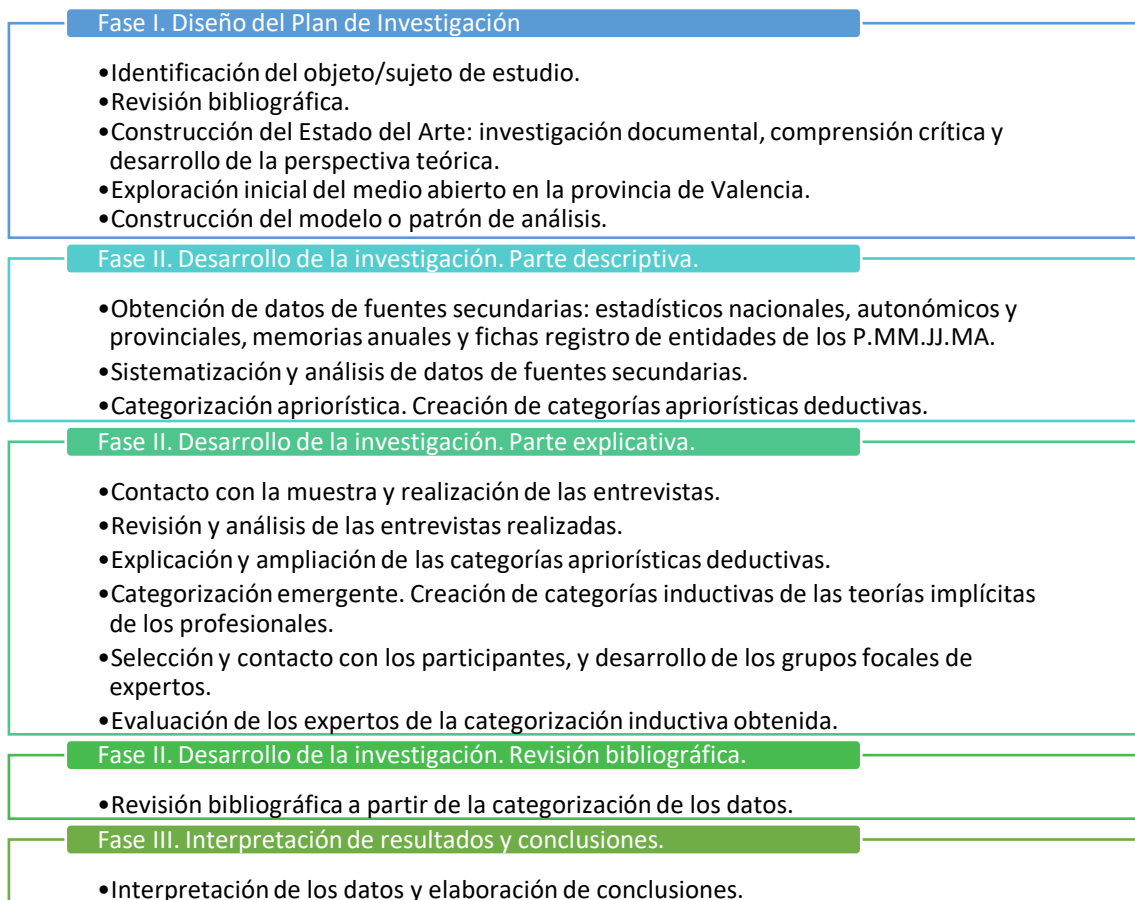 Fase I. Diseño del Plan de Investigación
•Identificación del objeto/sujeto de estudio.
•Revisión bibliográfica.
•Construcción del Estado del Arte: investigación documental, comprensión crítica y
desarrollo de la perspectiva teórica.
•Exploración inicial del medio abierto en la provincia de Valencia.
•Construcción del modelo o patrón de análisis.
Fase II. Desarrollo de la investigación. Parte descriptiva.
•Obtención de datos de fuentes secundarias: estadísticos nacionales, autonómicos y
provinciales, memorias anuales y fichas registro de entidades de los P.MM.JJ.MA.
•Sistematización y análisis de datos de fuentes secundarias.
•Categorización apriorística. Creación de categorías apriorísticas deductivas.
Fase II. Desarrollo de la investigación. Parte explicativa.
•Contacto con la muestra y realización de las entrevistas.
•Revisión y análisis de las entrevistas realizadas.
•Explicación y ampliación de las categorías apriorísticas deductivas.
•Categorización emergente. Creación de categorías inductivas de las teorías implícitas
de los profesionales.
•Selección y contacto con los participantes, y desarrollo de los grupos focales de
expertos.
•Evaluación de los expertos de la categorización inductiva obtenida.
Fase II. Desarrollo de la investigación. Revisión bibliográfica.
•Revisión bibliográfica a partir de la categorización de los datos.
Fase III. Interpretación de resultados y conclusiones.
•Interpretación de los datos y elaboración de conclusiones.